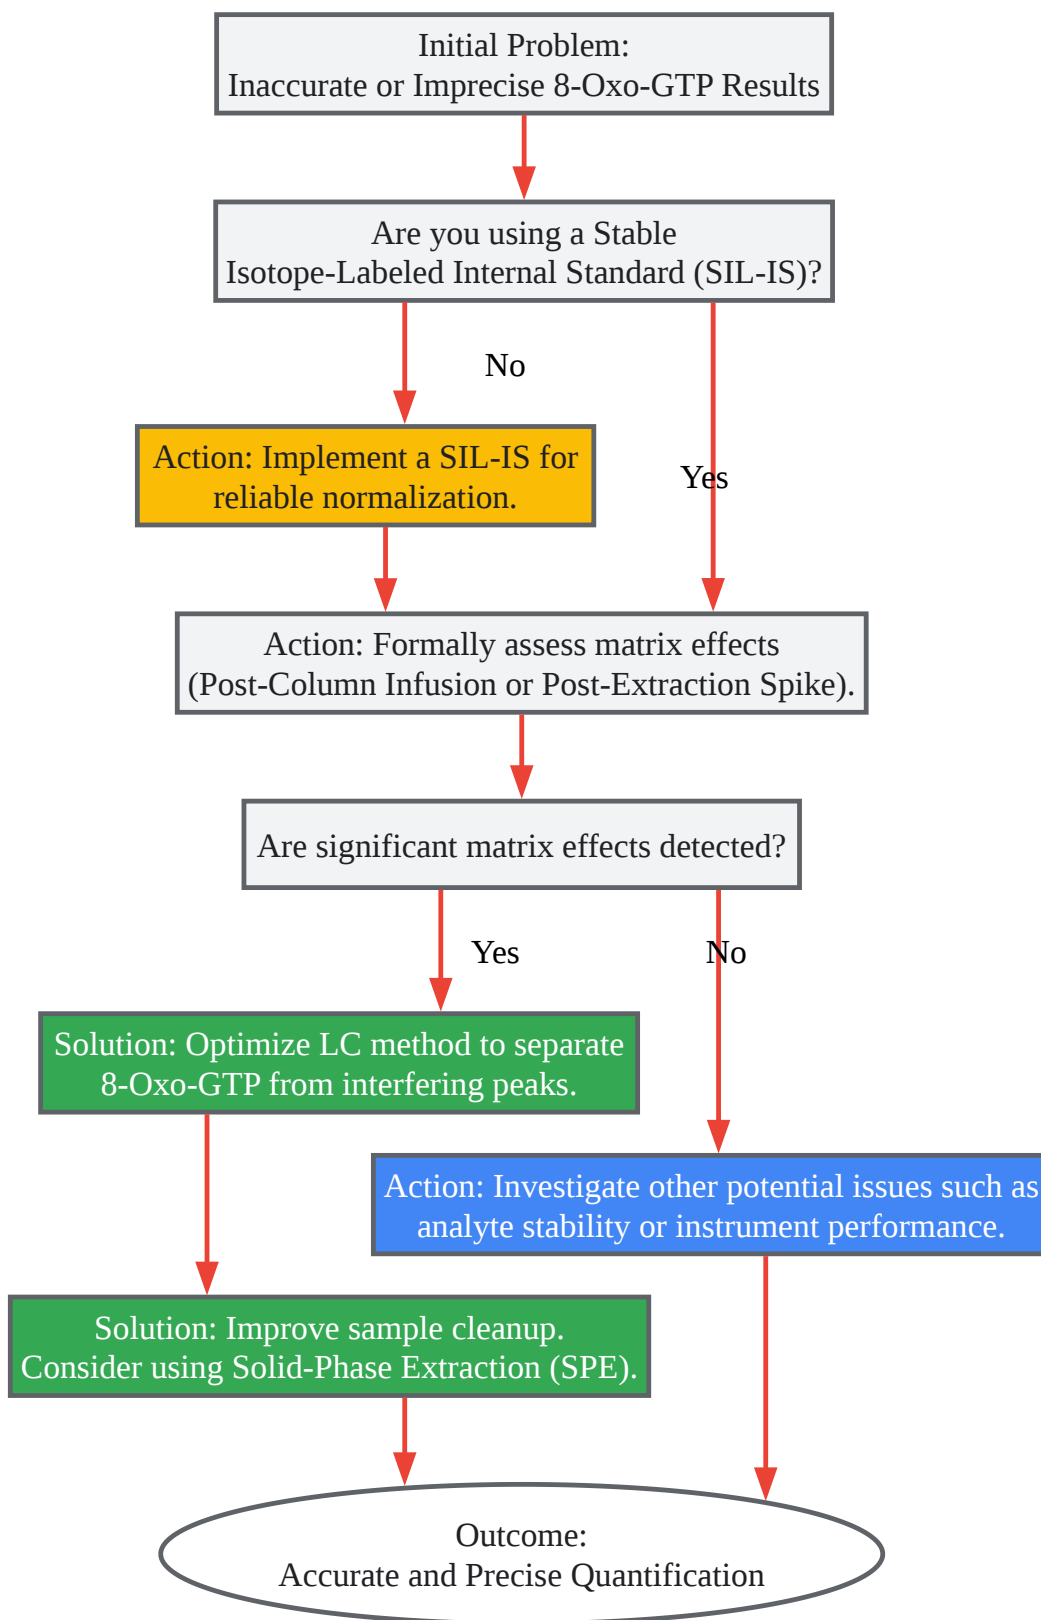 Initial Problem:
Inaccurate or Imprecise 8-Oxo-GTP Results
Are you using a Stable
Isotope-Labeled Internal Standard (SIL-IS)?
No
Action: Implement a SIL-IS for
reliable normalization.
Yes
Action: Formally assess matrix effects
(Post-Column Infusion or Post-Extraction Spike).
Are significant matrix effects detected?
Yes
No
Solution: Optimize LC method to separate
8-Oxo-GTP from interfering peaks.
Action: Investigate other potential issues such as
analyte stability or instrument performance.
Solution: Improve sample cleanup.
Consider using Solid-Phase Extraction (SPE).
Outcome:
Accurate and Precise Quantification